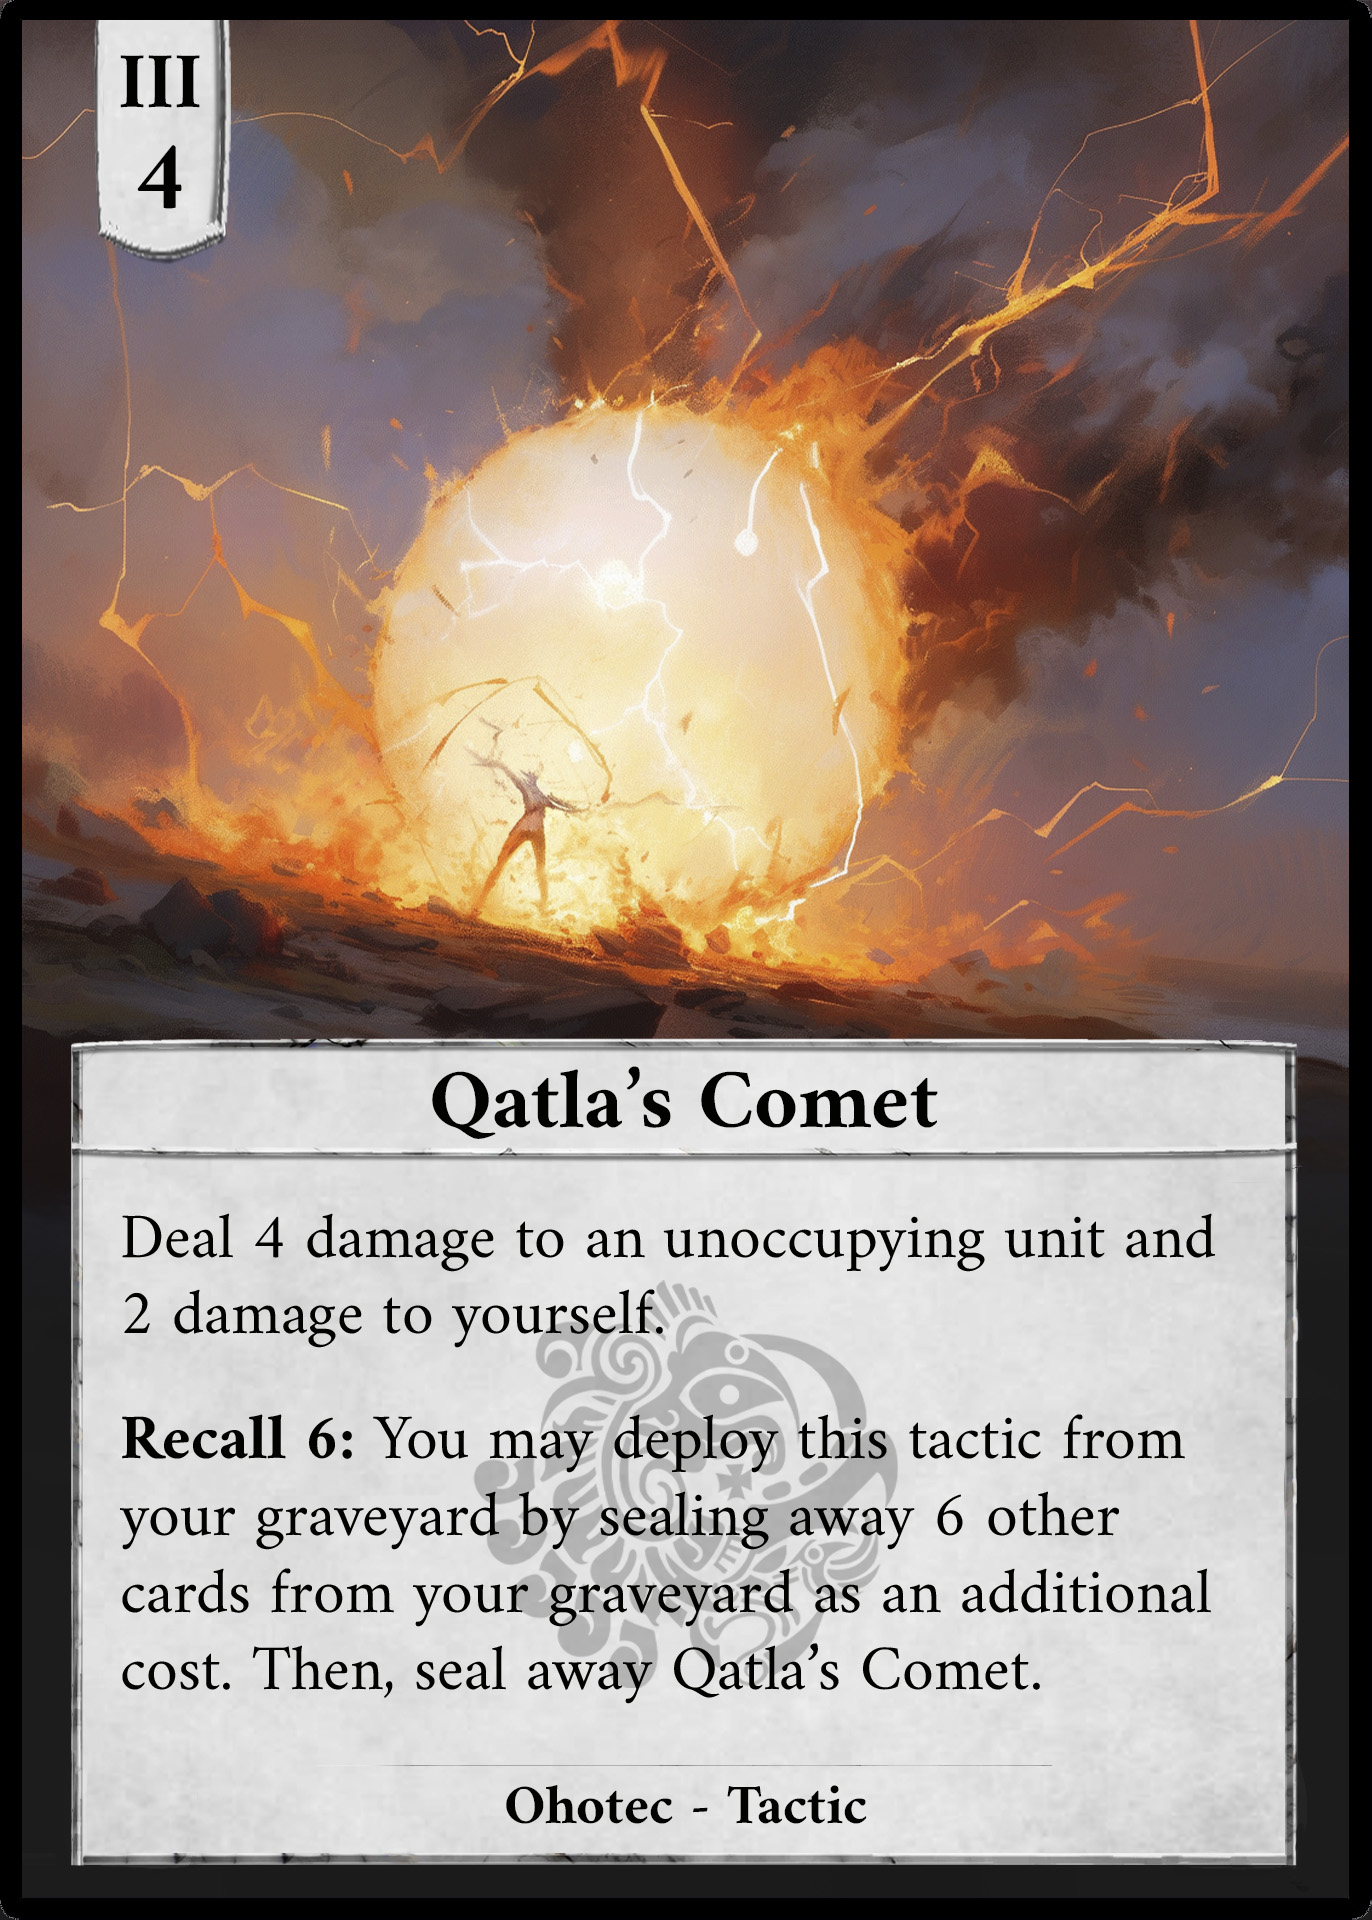 III
4
Qatla’s Comet
Deal 4 damage to an unoccupying unit and
2 damage to yourself.
Recall 6: You may deploy this tactic from
your graveyard by sealing away 6 other
cards from your graveyard as an additional
cost. Then, seal away Qatla’s Comet.
Ohotec - Tactic